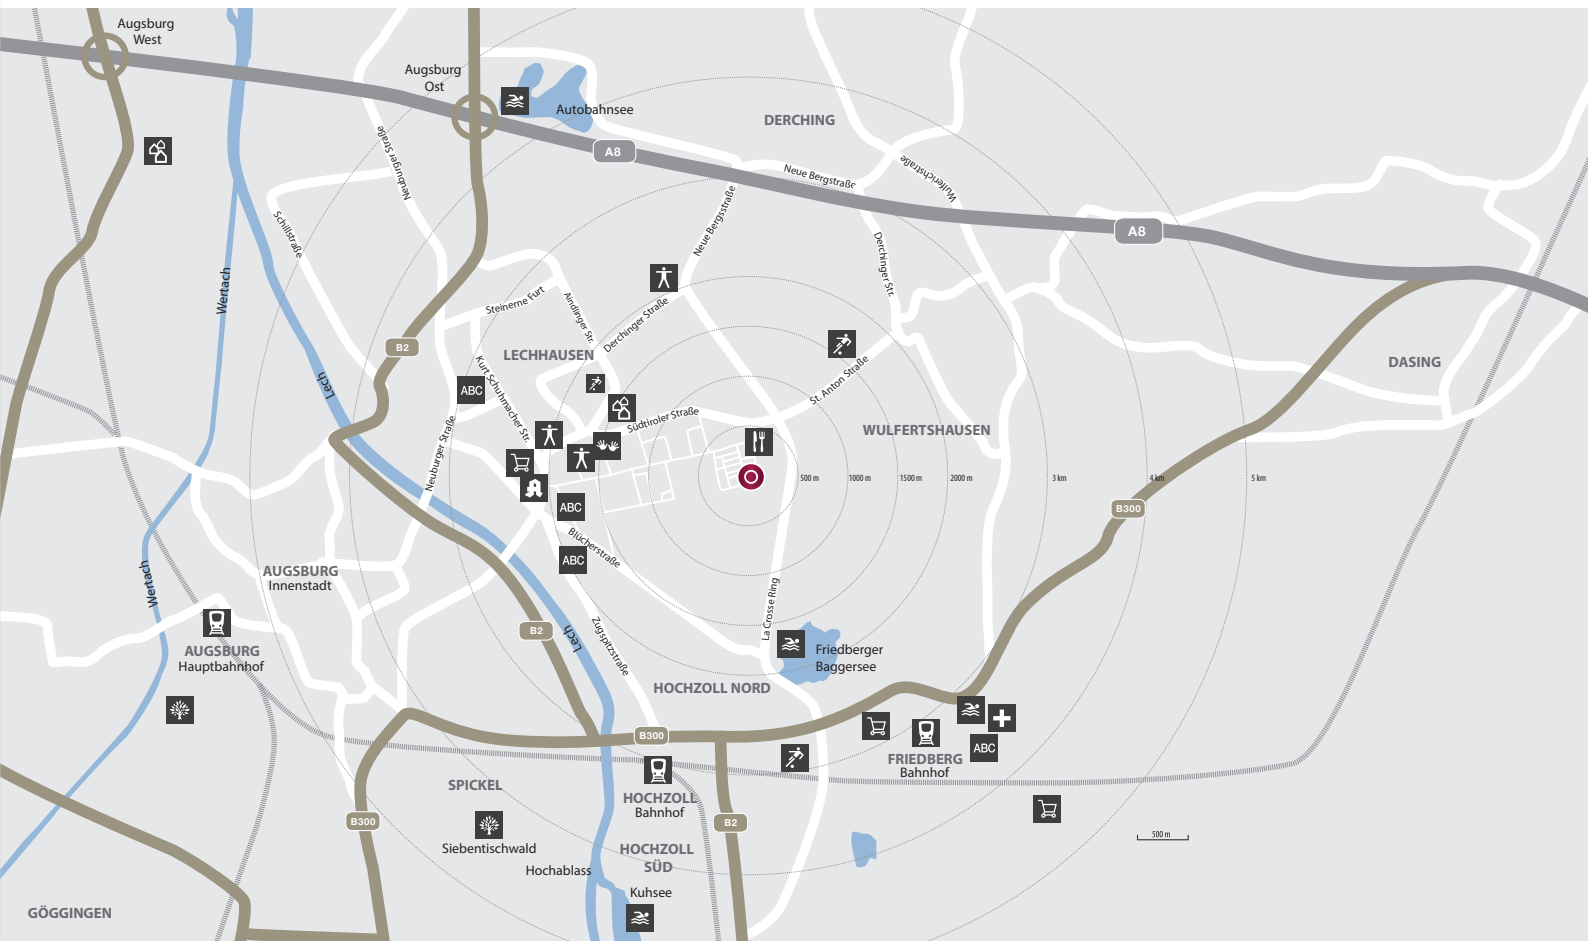 Augsburg
West
Augsburg
Ost
Autobahnsee
DERCHING
A8
Neuburger Straße
Neue Bergstraße
Wulferichstraße
Schillstraße
Neue Bergsstraße
A8
Derchinger Str.
Wertach
Steinerne Furt
Aindlinger Str.
Derchinger Straße
B2
LECHHAUSEN
DASING
Lech
ABC
Kurt Schuhmacher Str.
St. Anton Straße
Südtiroler Straße
WULFERTSHAUSEN
Neuburger Straße
500 m
1000 m
1500 m
2000 m
3 km
4 km
5 km
ABC
B300
Blücherstraße
ABC
AUGSBURG
Innenstadt
Wertach
La Crosse Ring
B2
Lech
Zugspitzstraße
AUGSBURG
Hauptbahnhof
Friedberger
Baggersee
HOCHZOLL NORD
B300
ABC
FRIEDBERG
Bahnhof
SPICKEL
HOCHZOLL
Bahnhof
B300
B2
500 m
Siebentischwald
HOCHZOLL
SÜD
Hochablass
Kuhsee
GÖGGINGEN